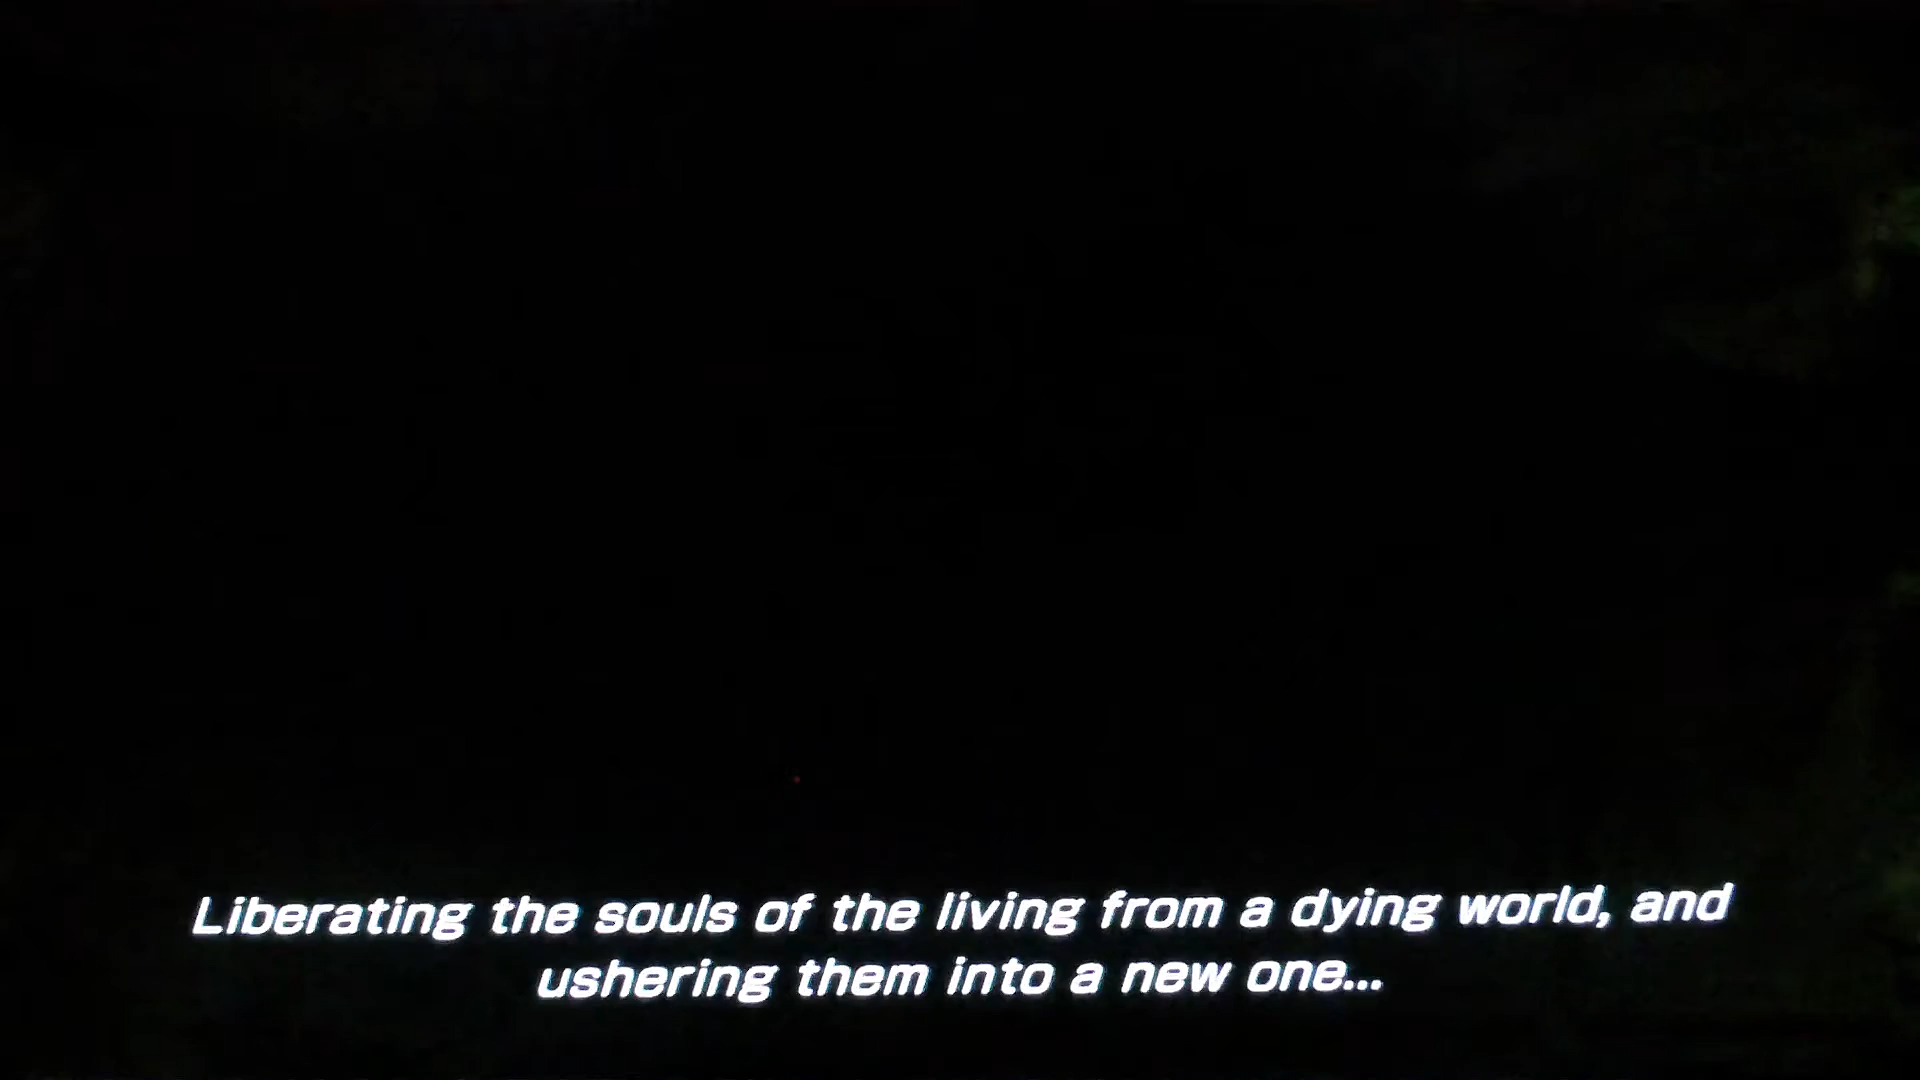 Liberating the souls of the living from a dying world, and
ushering them into a new one...